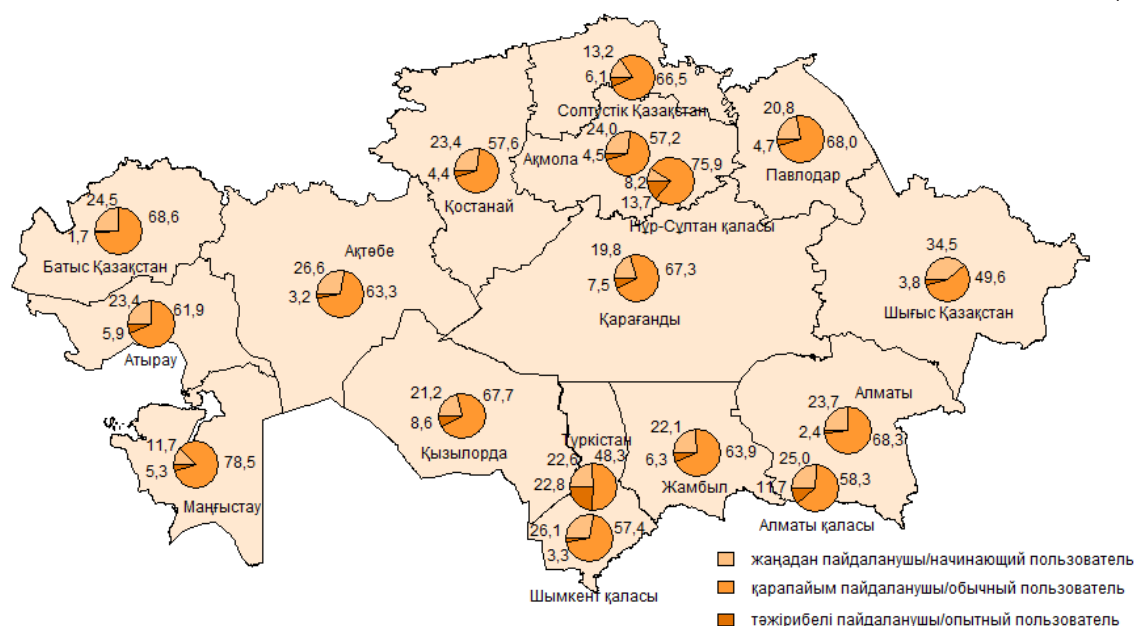 13,2
6,1
66,5
Солтүстік Қазақстан
20,8
4,7
68,0
Павлодар
23,4
57,6
4,4
Қостанай
24,0
57,2
Ақмола
4,5
75,9
8,2
13,7
Нұр-Сұлтан қаласы
24,5
68,6
1,7
Батыс Қазақстан
Ақтөбе
26,6
3,2
63,3
19,8
67,3
7,5
Қарағанды
34,5
3,8
49,6
Шығыс Қазақстан
23,4
61,9
5,9
Атырау
21,2
67,7
8,6
Қызылорда
11,7
5,3
78,5
Маңғыстау
Түркістан
22,6
48,3
22,8
22,1
6,3
63,9
Жамбыл
Алматы
23,7
2,4
68,3
25,0
11,7
58,3
Алматы қаласы
26,1
57,4
3,3
Шымкент қаласы
жаңадан пайдаланушы/начинающий пользователь
қарапайым пайдаланушы/обычный пользователь
тәжірибелі пайдаланушы/опытный пользователь